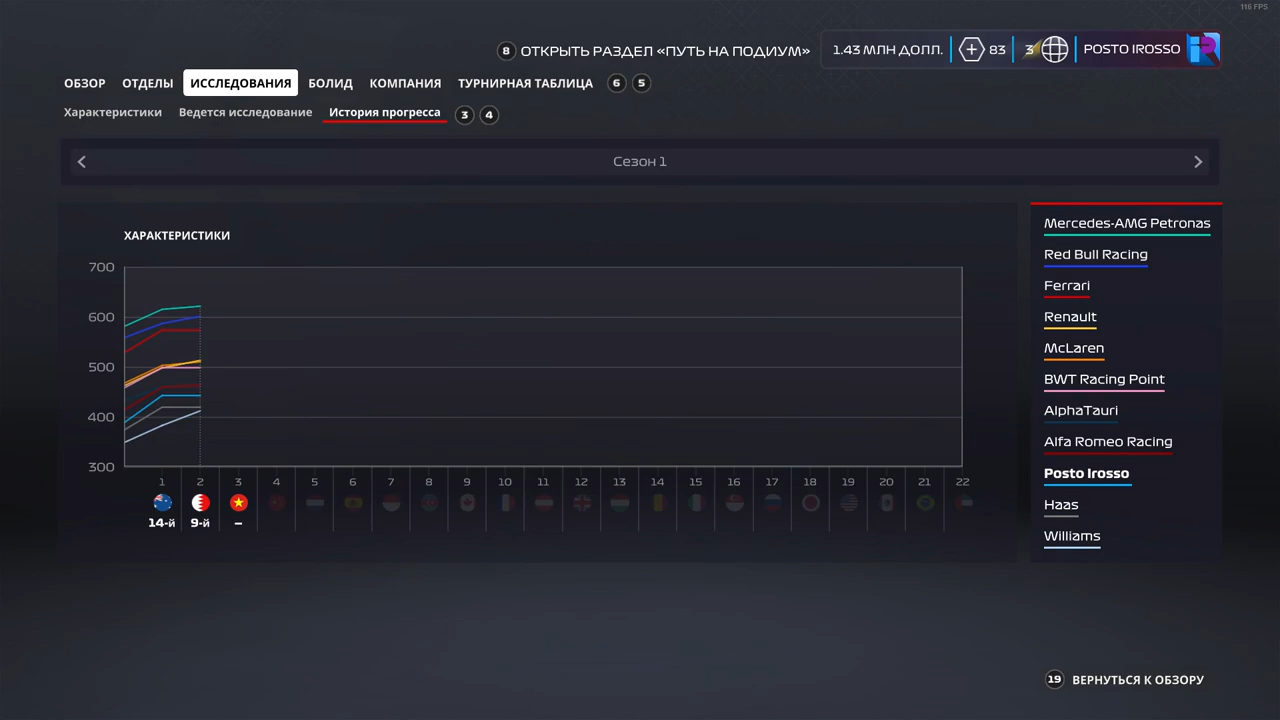 116 FPS
8 ОТКРЫТЬ РАЗДЕЛ «ПУТЬ НА ПОДИУМ» 1.43 МЛН ДОЛЛ. 83 3 POSTO IROSSO
ОБЗОР ОТДЕЛЫ ИССЛЕДОВАНИЯ БОЛИД КОМПАНИЯ ТУРНИРНАЯ ТАБЛИЦА 6 5
Характеристики Ведется исследование История прогресса 3 4
Сезон 1
ХАРАКТЕРИСТИКИ
700
600
500
400
300
1 2 3 4 5 6 7 8 9 10 11 12 13 14 15 16 17 18 19 20 21 22
14-й 9-й –
Mercedes-AMG Petronas
Red Bull Racing
Ferrari
Renault
McLaren
BWT Racing Point
AlphaTauri
Alfa Romeo Racing
Posto Irosso
Haas
Williams
19 ВЕРНУТЬСЯ К ОБЗОРУ